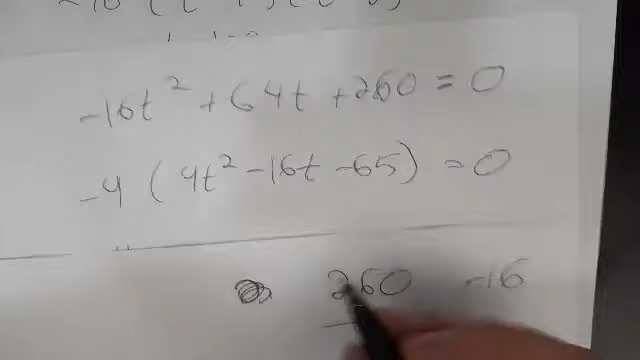 -16t² + 64t + 260 = 0
-4 ( 4t² - 16t - 65 ) = 0
260 -16